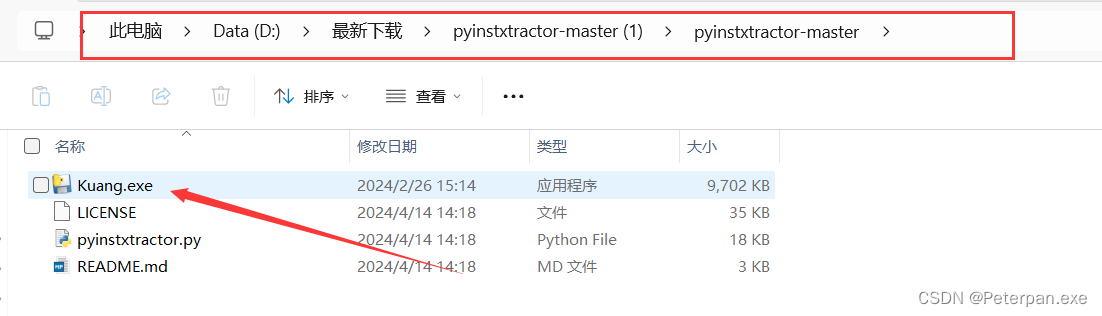 此电脑 > Data (D:) > 最新下载 > pyinstxtractor-master (1) > pyinstxtractor-master >
排序 查看 ...
名称 修改日期 类型 大小
Kuang.exe 2024/2/26 15:14 应用程序 9,702 KB
LICENSE 2024/4/14 14:18 文件 35 KB
pyinstxtractor.py 2024/4/14 14:18 Python File 18 KB
README.md 2024/4/14 14:18 MD 文件 3 KB
CSDN @Peterpan.exe